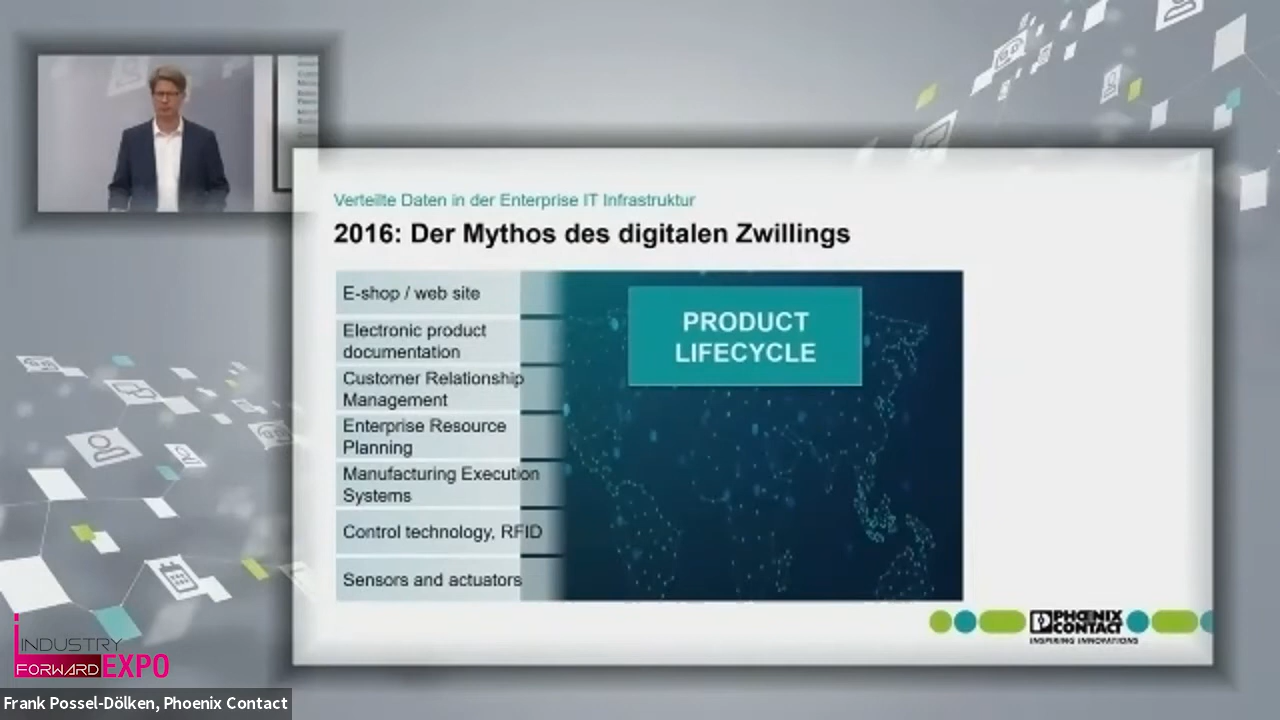 Verteilte Daten in der Enterprise IT Infrastruktur
2016: Der Mythos des digitalen Zwillings
E-shop / web site
Electronic product
documentation
Customer Relationship
Management
Enterprise Resource
Planning
Manufacturing Execution
Systems
Control technology, RFID
Sensors and actuators
PRODUCT
LIFECYCLE
PHŒNIX
CONTACT
INSPIRING INNOVATIONS
INDUSTRY
FORWARD EXPO
Frank Possel-Dölken, Phoenix Contact